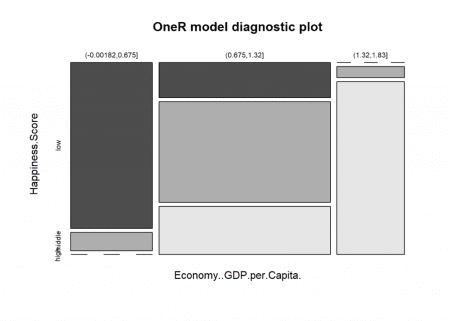 OneR model diagnostic plot
(-0.00182,0.675]
(0.675,1.32]
(1.32,1.83]
Happiness.Score
low
middle
high
Economy..GDP.per.Capita.